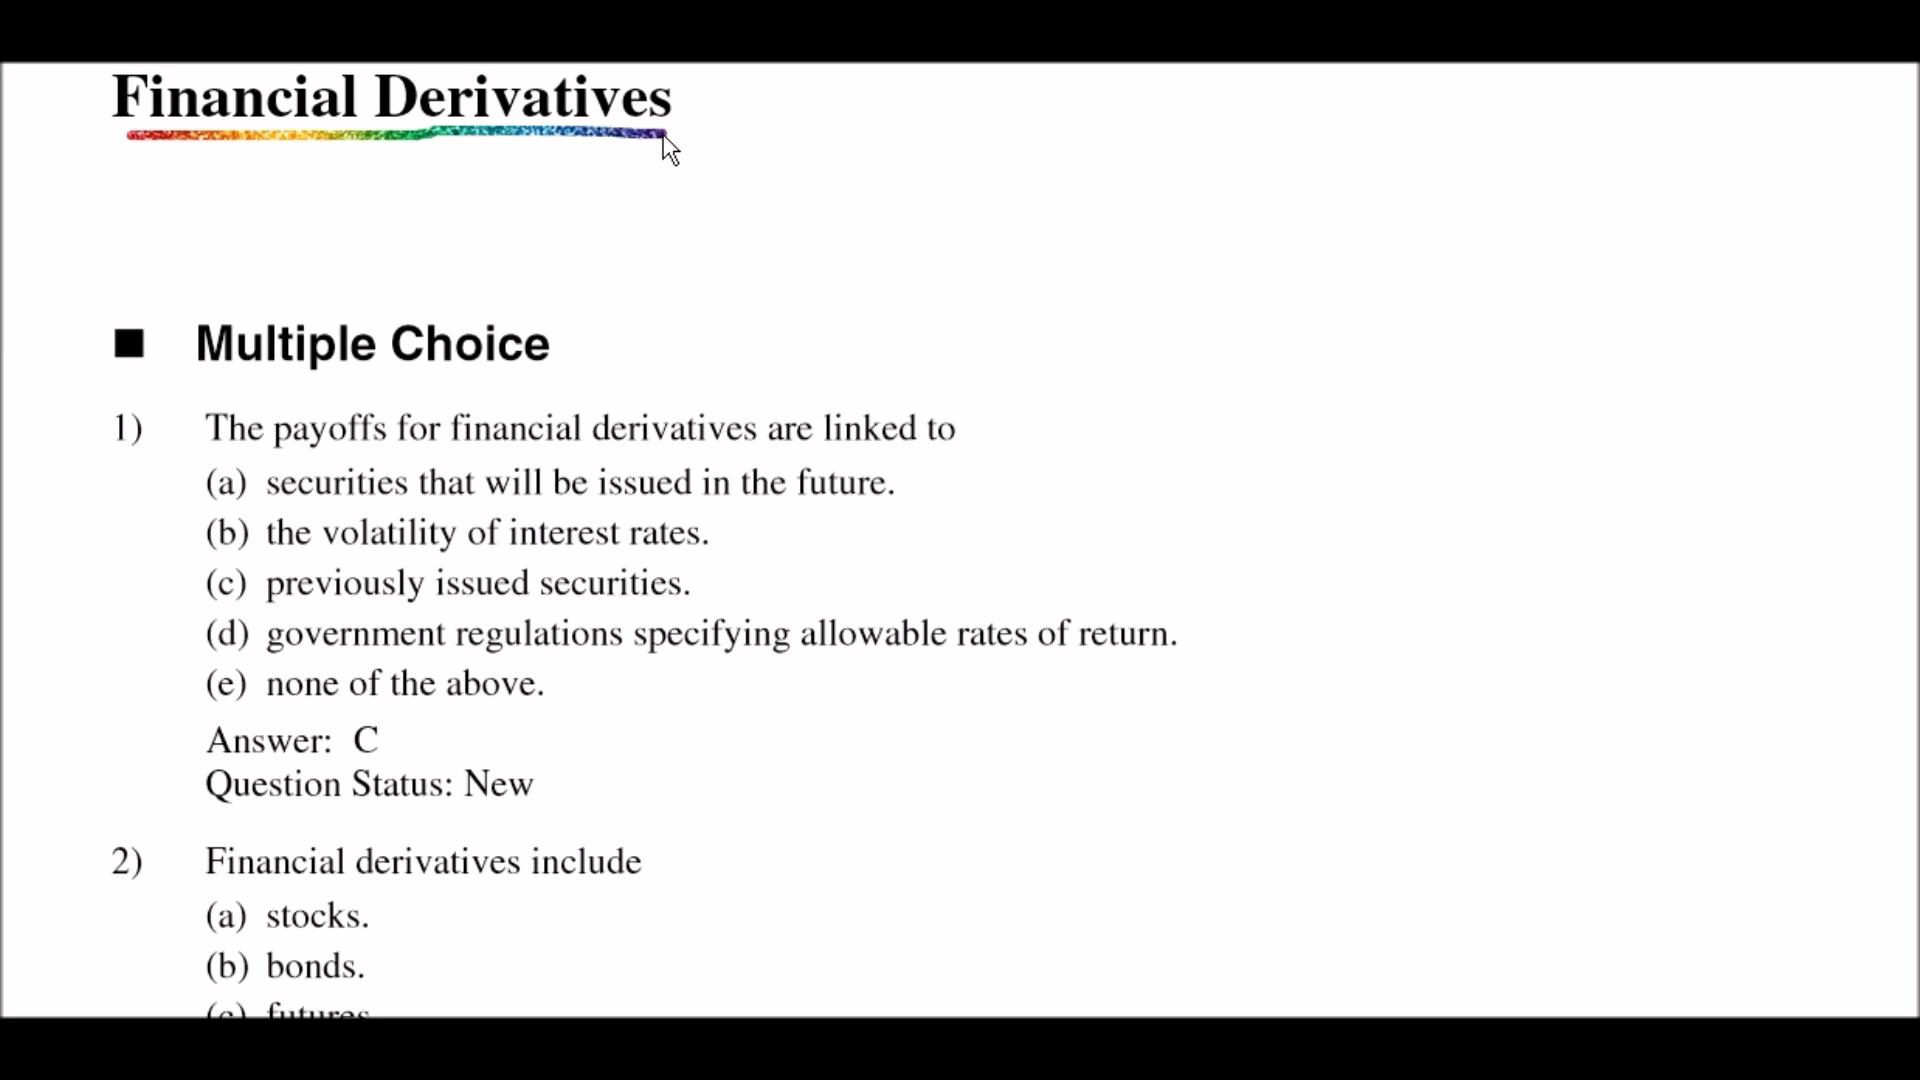 Financial Derivatives
■ Multiple Choice
1) The payoffs for financial derivatives are linked to
(a) securities that will be issued in the future.
(b) the volatility of interest rates.
(c) previously issued securities.
(d) government regulations specifying allowable rates of return.
(e) none of the above.
Answer: C
Question Status: New
2) Financial derivatives include
(a) stocks.
(b) bonds.
(c) futures